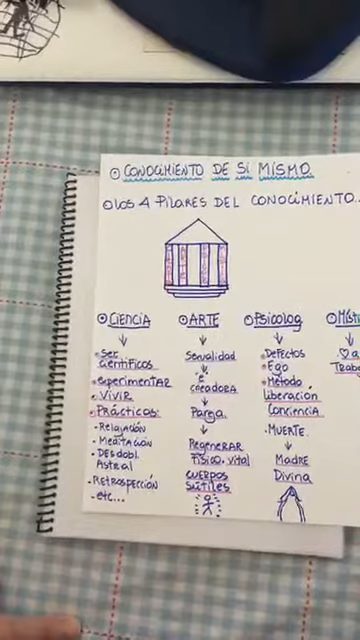 CONOCIMIENTO DE SÍ MISMO
LOS 4 PILARES DEL CONOCIMIENTO.
CIENCIA
Ser
científicos
experimentar
Vivir
Prácticas:
- Relajación
- Meditación
- Desdobl.
Astral
- Retrospección
- etc...
ARTE
Sexualidad
creadora
Pareja
Regenerar
Físico, vital
Cuerpos
Sutiles
Psicolog
Defectos
Ego
Método
liberación
Conciencia
Muerte.
Madre
Divina
Míst
♡ a
Traba